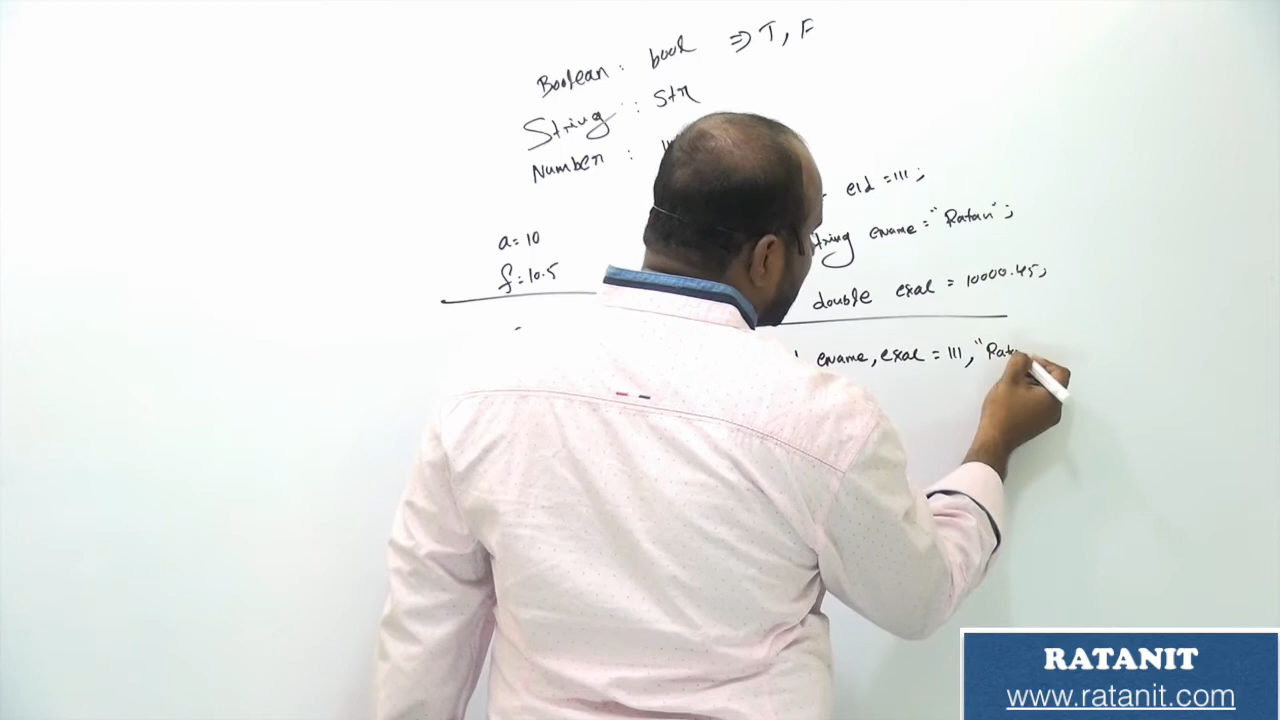 Boolean : bool => T, F
String : str
Number :
eid = 111;
a = 10
ename = "Ratan";
f = 10.5
double esal = 10000.45;
ename, esal = 111, "Rat
RATANIT
www.ratanit.com